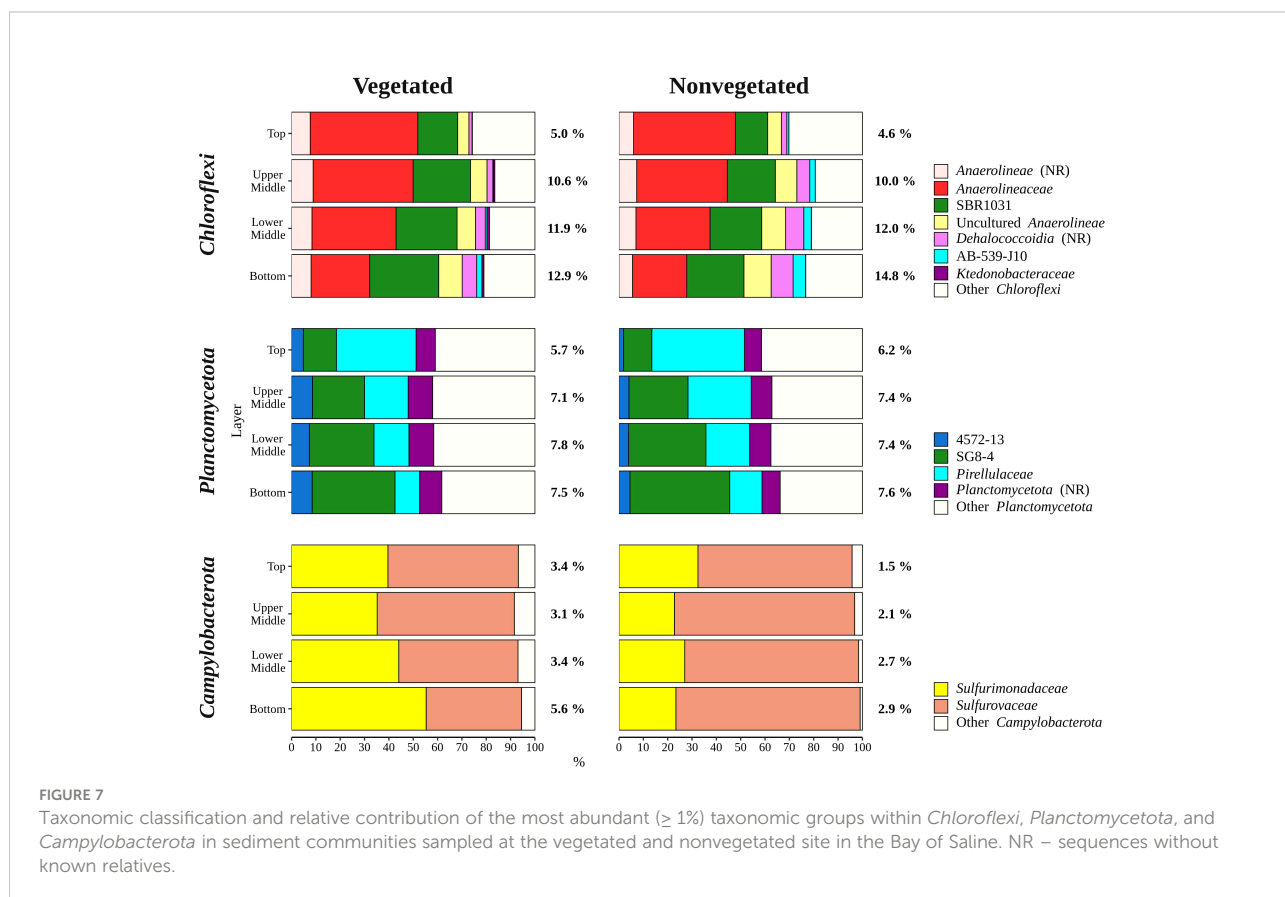 Vegetated
Nonvegetated
Chloroflexi
Top
5.0 %
4.6 %
Upper
Middle
10.6 %
10.0 %
Lower
Middle
11.9 %
12.0 %
Bottom
12.9 %
14.8 %
Anaerolineae (NR)
Anaerolineaceae
SBR1031
Uncultured Anaerolineae
Dehalococcoidia (NR)
AB-539-J10
Ktedonobacteraceae
Other Chloroflexi
Planctomycetota
Layer
Top
5.7 %
6.2 %
Upper
Middle
7.1 %
7.4 %
Lower
Middle
7.8 %
7.4 %
Bottom
7.5 %
7.6 %
4572-13
SG8-4
Pirellulaceae
Planctomycetota (NR)
Other Planctomycetota
Campylobacterota
Top
3.4 %
1.5 %
Upper
Middle
3.1 %
2.1 %
Lower
Middle
3.4 %
2.7 %
Bottom
5.6 %
2.9 %
Sulfurimonadaceae
Sulfurovaceae
Other Campylobacterota
0 10 20 30 40 50 60 70 80 90 100
0 10 20 30 40 50 60 70 80 90 100
%
FIGURE 7
Taxonomic classification and relative contribution of the most abundant (≥ 1%) taxonomic groups within Chloroflexi, Planctomycetota, and
Campylobacterota in sediment communities sampled at the vegetated and nonvegetated site in the Bay of Saline. NR – sequences without
known relatives.